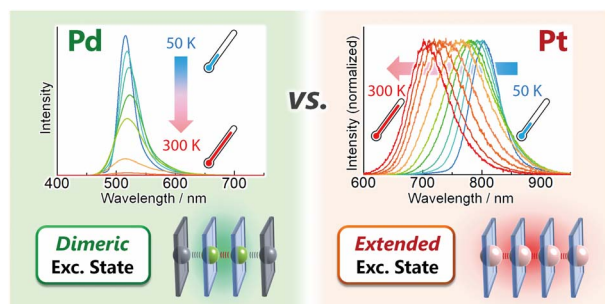 Pd
50 K
300 K
Intensity
400 500 600 700
Wavelength / nm
Dimeric
Exc. State
vs.
Pt
300 K
50 K
Intensity (normalized)
600 700 800 900
Wavelength / nm
Extended
Exc. State